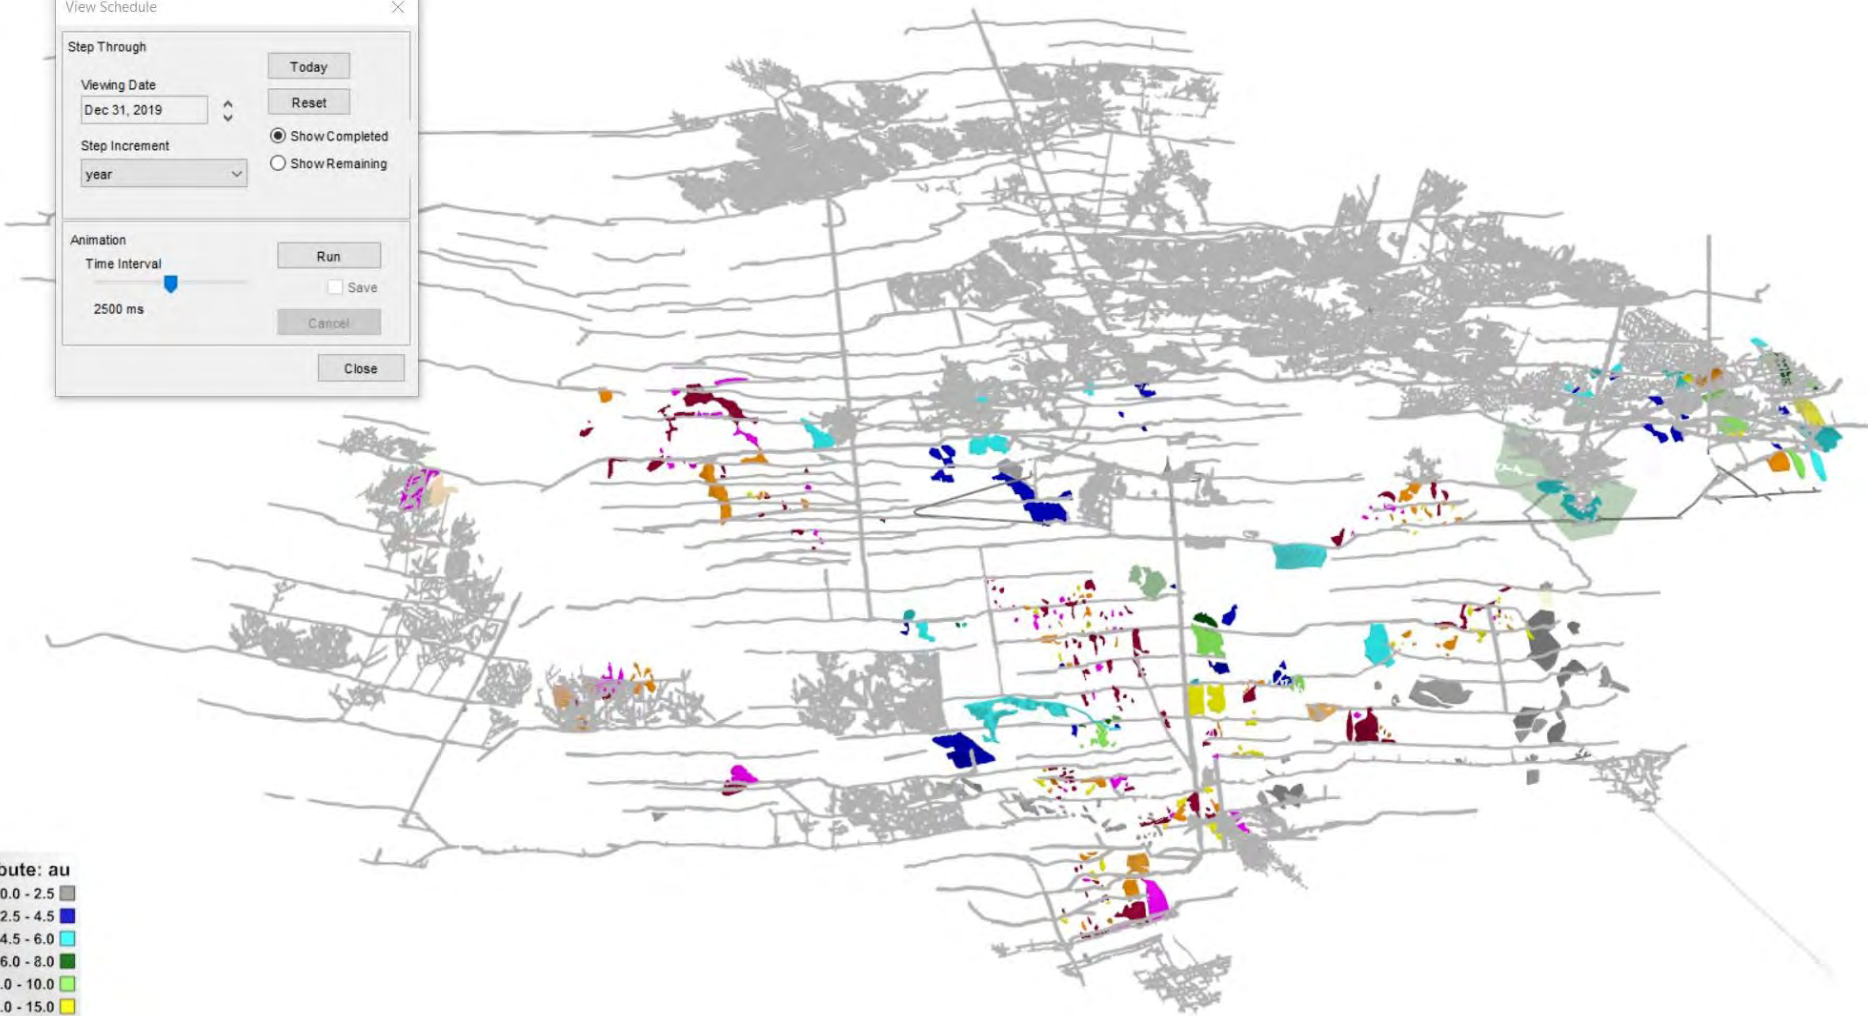 View Schedule
Step Through
Today
Viewing Date
Dec 31, 2019
Reset
Show Completed
Step Increment
Show Remaining
year
Animation
Run
Time Interval
Save
2500 ms
Cancel
Close
bute: au
0.0 - 2.5
2.5 - 4.5
4.5 - 6.0
6.0 - 8.0
.0 - 10.0
.0 - 15.0